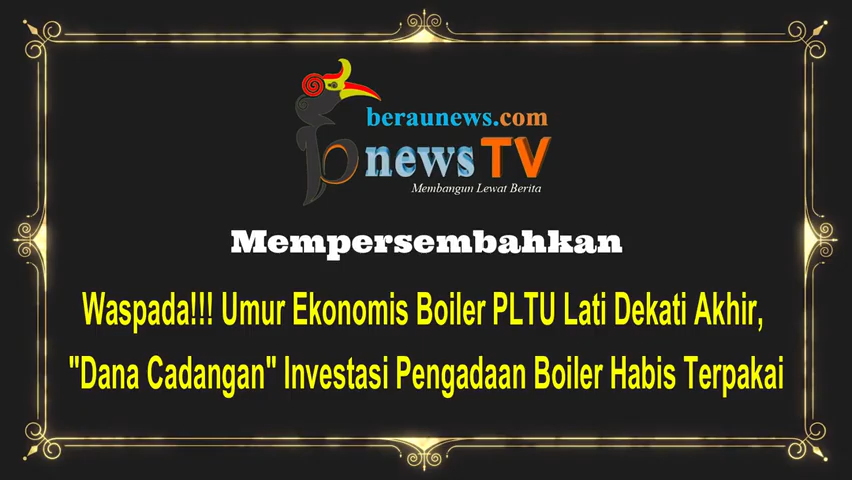 beraunews.com
bnewsTV
Membangun Lewat Berita
Mempersembahkan
Waspada!!! Umur Ekonomis Boiler PLTU Lati Dekati Akhir,
"Dana Cadangan" Investasi Pengadaan Boiler Habis Terpakai